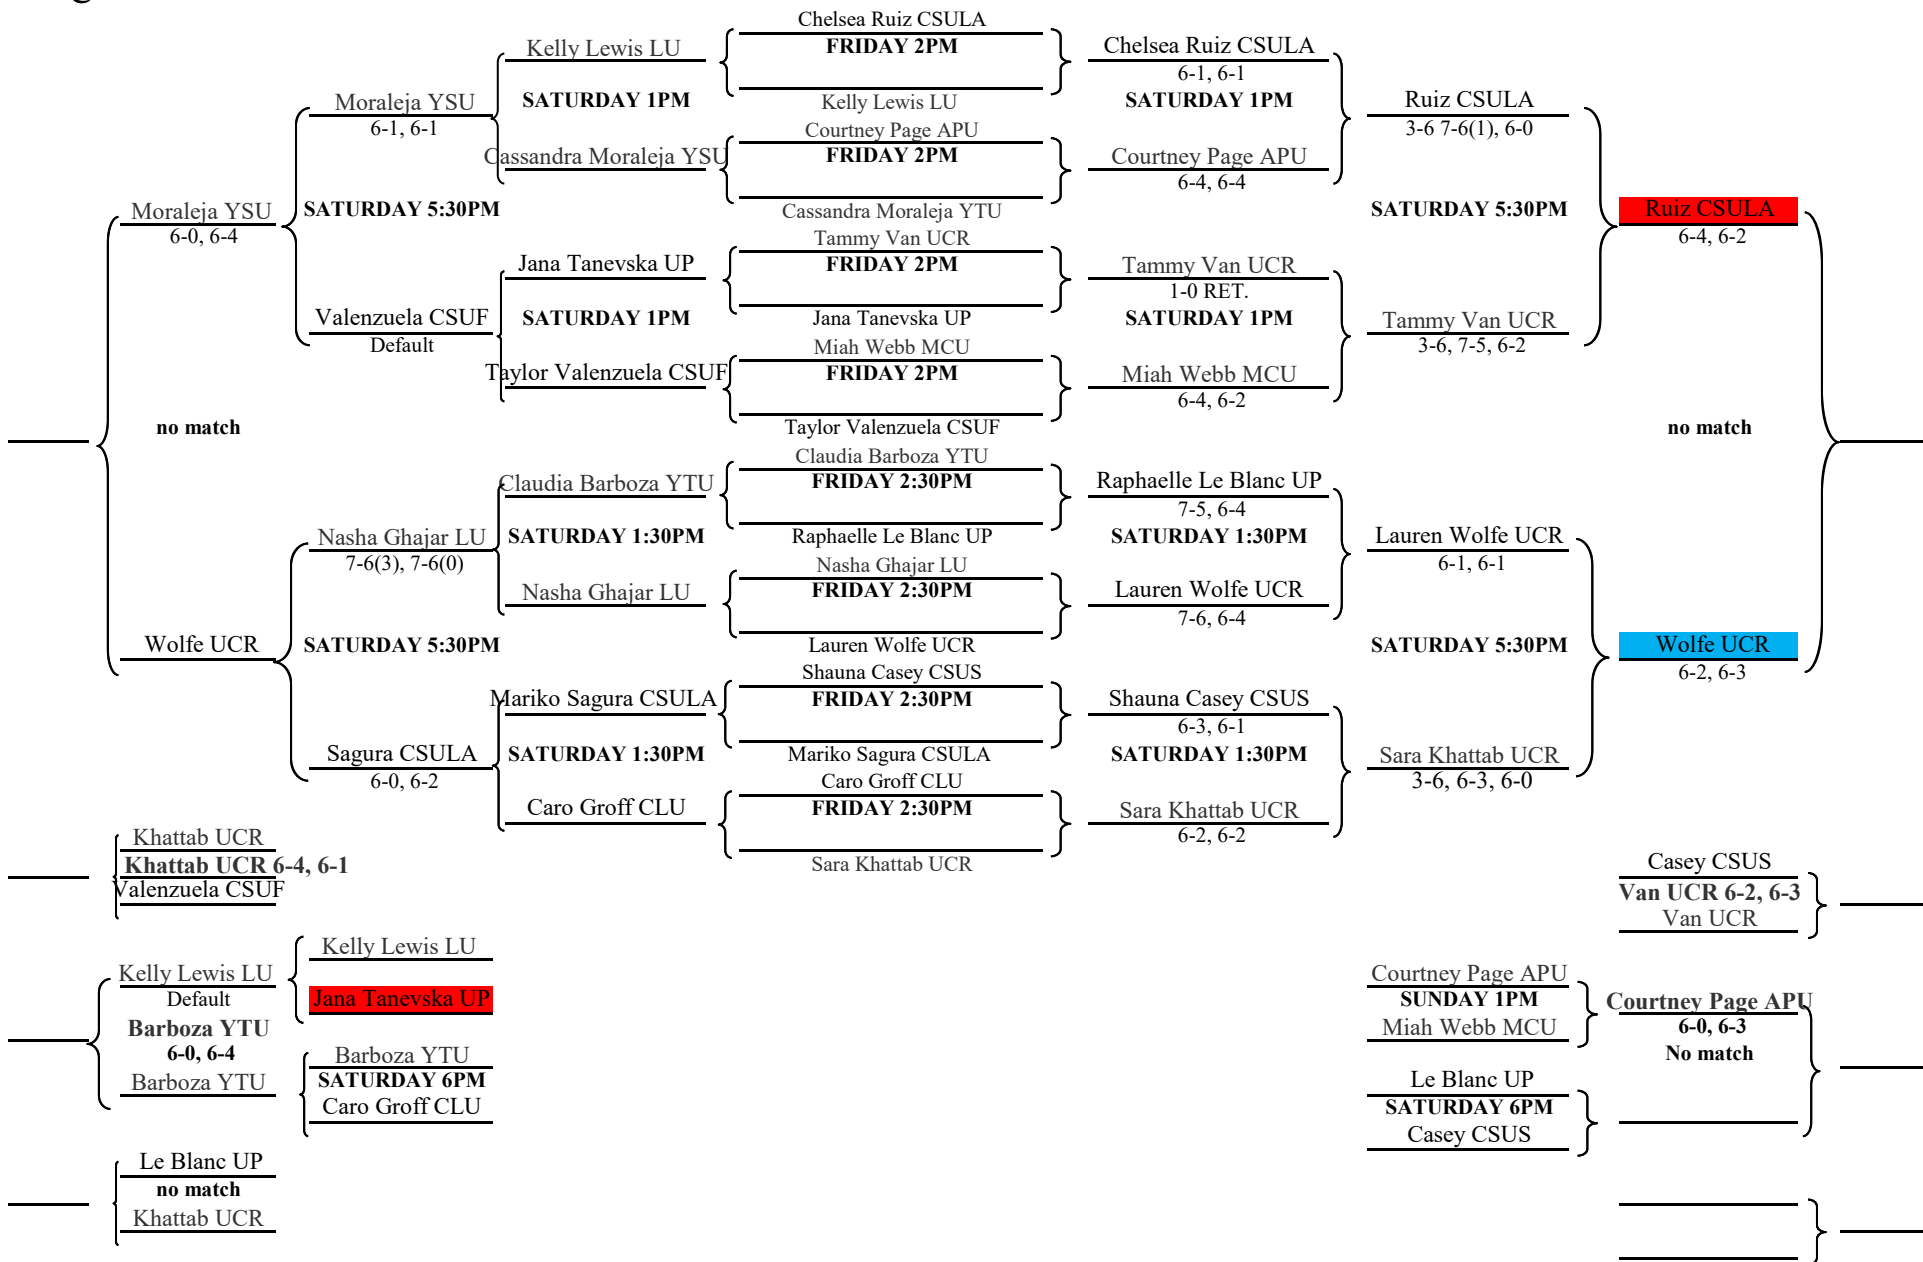 Chelsea Ruiz CSULA
Kelly Lewis LU
FRIDAY 2PM
Chelsea Ruiz CSULA
6-1, 6-1
Moraleja YSU
SATURDAY 1PM
Kelly Lewis LU
SATURDAY 1PM
Ruiz CSULA
6-1, 6-1
3-6 7-6(1), 6-0
Courtney Page APU
Cassandra Moraleja YSU
FRIDAY 2PM
Courtney Page APU
6-4, 6-4
Moraleja YSU
SATURDAY 5:30PM
Cassandra Moraleja YTU
SATURDAY 5:30PM
Ruiz CSULA
6-0, 6-4
6-4, 6-2
Tammy Van UCR
Jana Tanevska UP
FRIDAY 2PM
Tammy Van UCR
1-0 RET.
Valenzuela CSUF
SATURDAY 1PM
Jana Tanevska UP
SATURDAY 1PM
Tammy Van UCR
Default
3-6, 7-5, 6-2
Miah Webb MCU
Taylor Valenzuela CSUF
FRIDAY 2PM
Miah Webb MCU
6-4, 6-2
no match
Taylor Valenzuela CSUF
no match
Claudia Barboza YTU
Claudia Barboza YTU
FRIDAY 2:30PM
Raphaelle Le Blanc UP
7-5, 6-4
Nasha Ghajar LU
SATURDAY 1:30PM
Raphaelle Le Blanc UP
SATURDAY 1:30PM
Lauren Wolfe UCR
7-6(3), 7-6(0)
6-1, 6-1
Nasha Ghajar LU
Nasha Ghajar LU
FRIDAY 2:30PM
Lauren Wolfe UCR
7-6, 6-4
Wolfe UCR
SATURDAY 5:30PM
Lauren Wolfe UCR
SATURDAY 5:30PM
Wolfe UCR
6-2, 6-3
Shauna Casey CSUS
Mariko Sagura CSULA
FRIDAY 2:30PM
Shauna Casey CSUS
6-3, 6-1
Sagura CSULA
SATURDAY 1:30PM
Mariko Sagura CSULA
SATURDAY 1:30PM
Sara Khattab UCR
6-0, 6-2
3-6, 6-3, 6-0
Caro Groff CLU
Caro Groff CLU
FRIDAY 2:30PM
Sara Khattab UCR
6-2, 6-2
Khattab UCR
Sara Khattab UCR
Khattab UCR 6-4, 6-1
Casey CSUS
Valenzuela CSUF
Van UCR 6-2, 6-3
Van UCR
Kelly Lewis LU
Kelly Lewis LU
Courtney Page APU
Default
Jana Tanevska UP
SUNDAY 1PM
Courtney Page APU
Barboza YTU
Miah Webb MCU
6-0, 6-3
6-0, 6-4
Barboza YTU
No match
Barboza YTU
SATURDAY 6PM
Le Blanc UP
Caro Groff CLU
SATURDAY 6PM
Casey CSUS
Le Blanc UP
no match
Khattab UCR